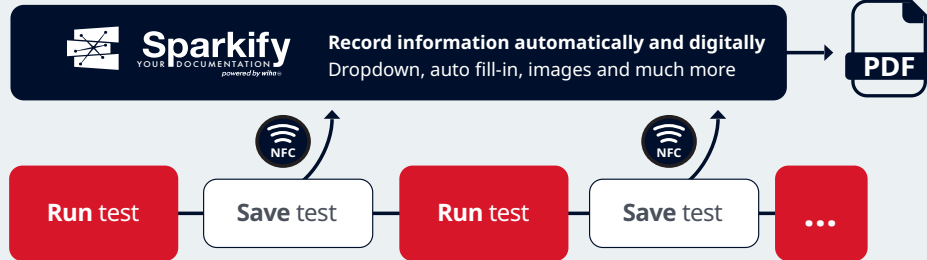 Sparkify
YOUR DOCUMENTATION
powered by wiha
Record information automatically and digitally
Dropdown, auto fill-in, images and much more
PDF
NFC
NFC
Run test
Save test
Run test
Save test
...